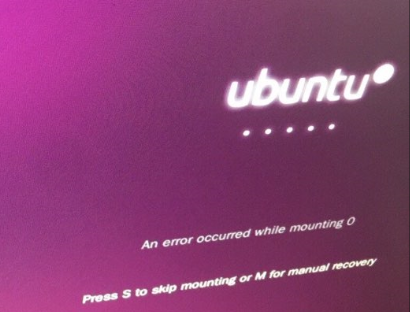 ubuntu
An error occurred while mounting 0
Press S to skip mounting or M for manual recovery